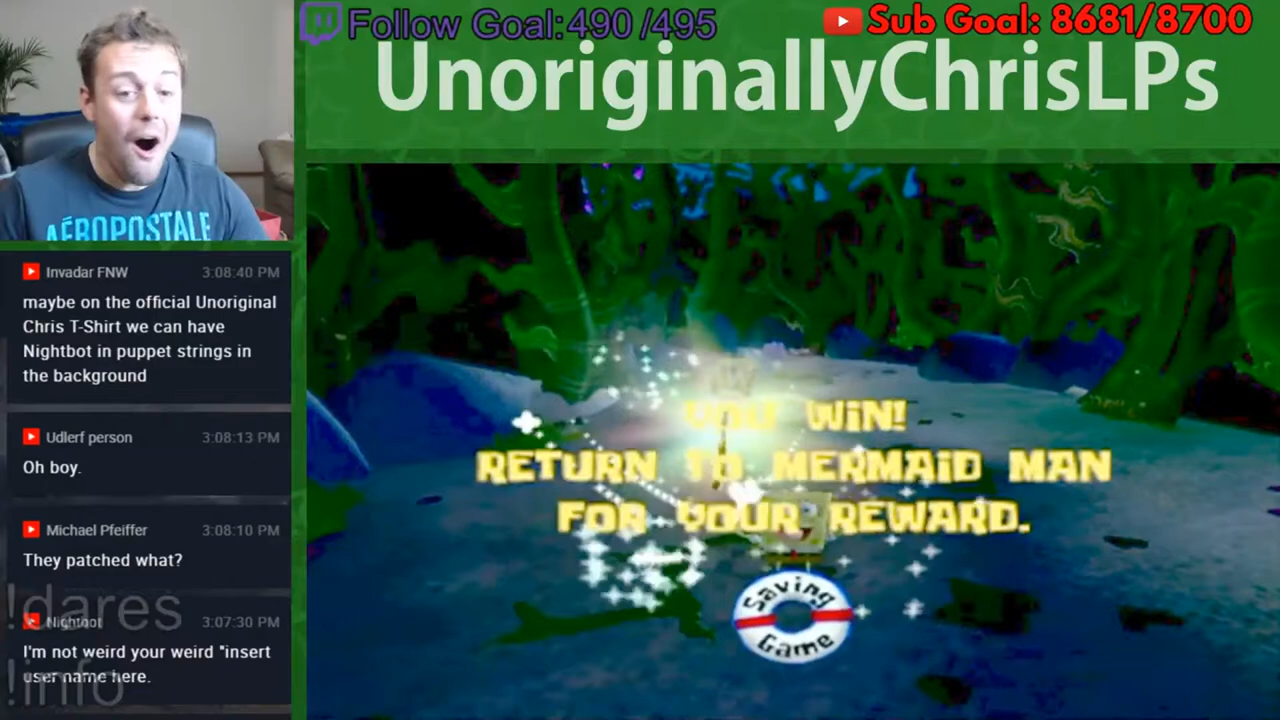 Follow Goal: 490 /495
Sub Goal: 8681/8700
UnoriginallyChrisLPs
AÉROPOSTALE
Invadar FNW 3:08:40 PM
maybe on the official Unoriginal
Chris T-Shirt we can have
Nightbot in puppet strings in
the background
Udlerf person 3:08:13 PM
Oh boy.
Michael Pfeiffer 3:08:10 PM
They patched what?
!dares
Nightbot 3:07:30 PM
I'm not weird your weird "insert
user name here.
!info
YOU WIN!
RETURN TO MERMAID MAN
FOR YOUR REWARD.
Saving
Game